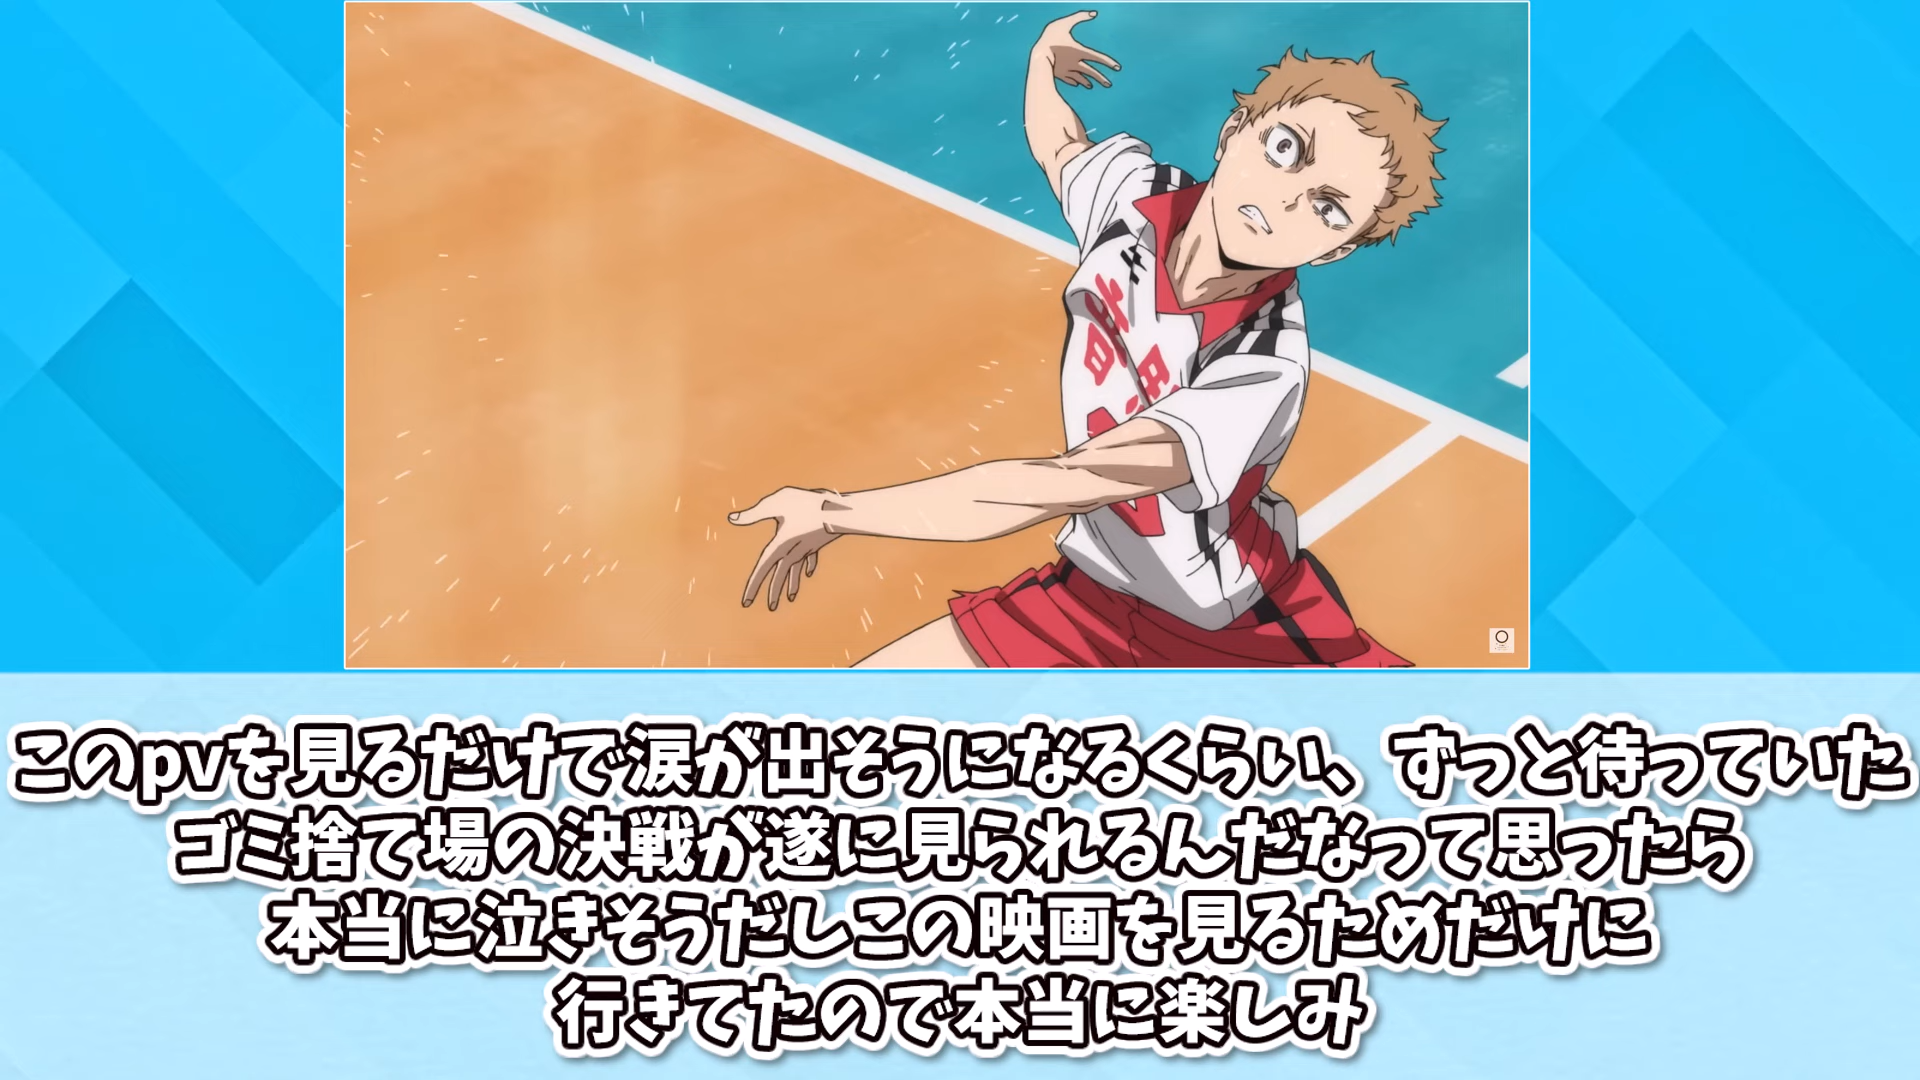 このpvを見るだけで涙が出そうになるくらい、ずっと待っていた
ゴミ捨て場の決戦が遂に見られるんだなって思ったら
本当に泣きそうだしこの映画を見るためだけに
行きてたので本当に楽しみ